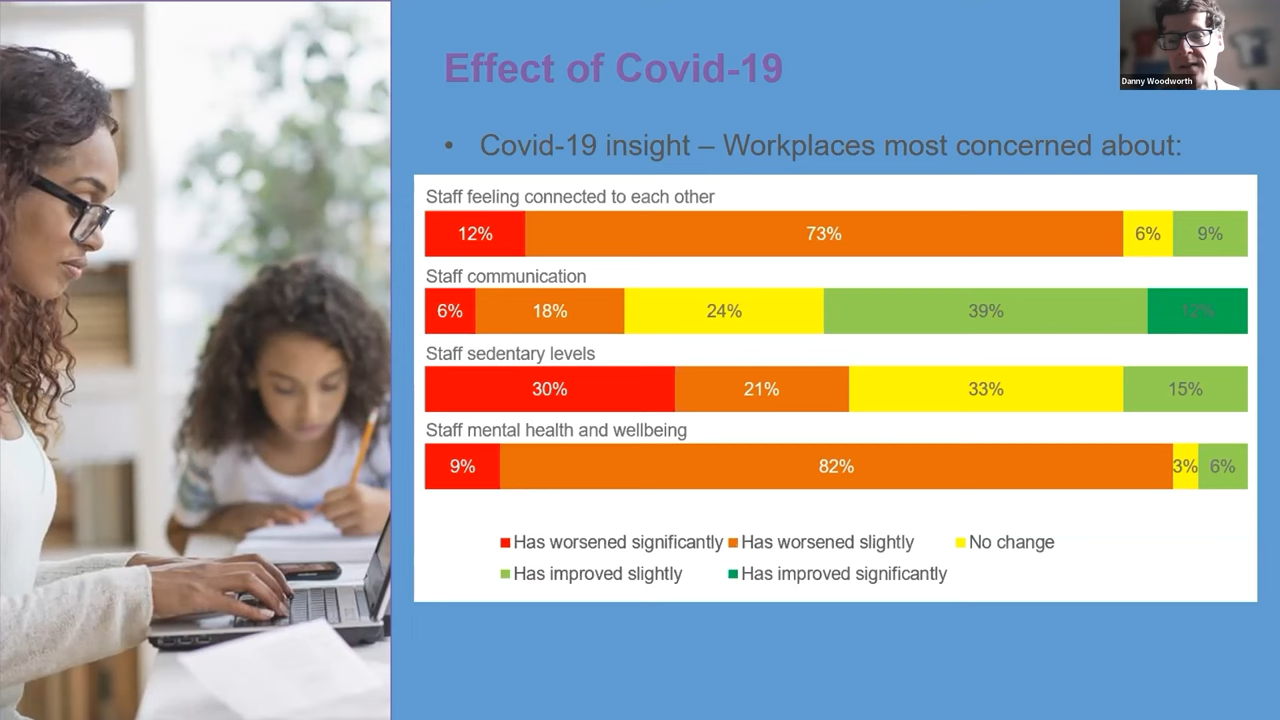 Effect of Covid-19
Danny Woodworth
• Covid-19 insight – Workplaces most concerned about:
Staff feeling connected to each other
12% 73% 6% 9%
Staff communication
6% 18% 24% 39% 12%
Staff sedentary levels
30% 21% 33% 15%
Staff mental health and wellbeing
9% 82% 3% 6%
Has worsened significantly Has worsened slightly No change
Has improved slightly Has improved significantly